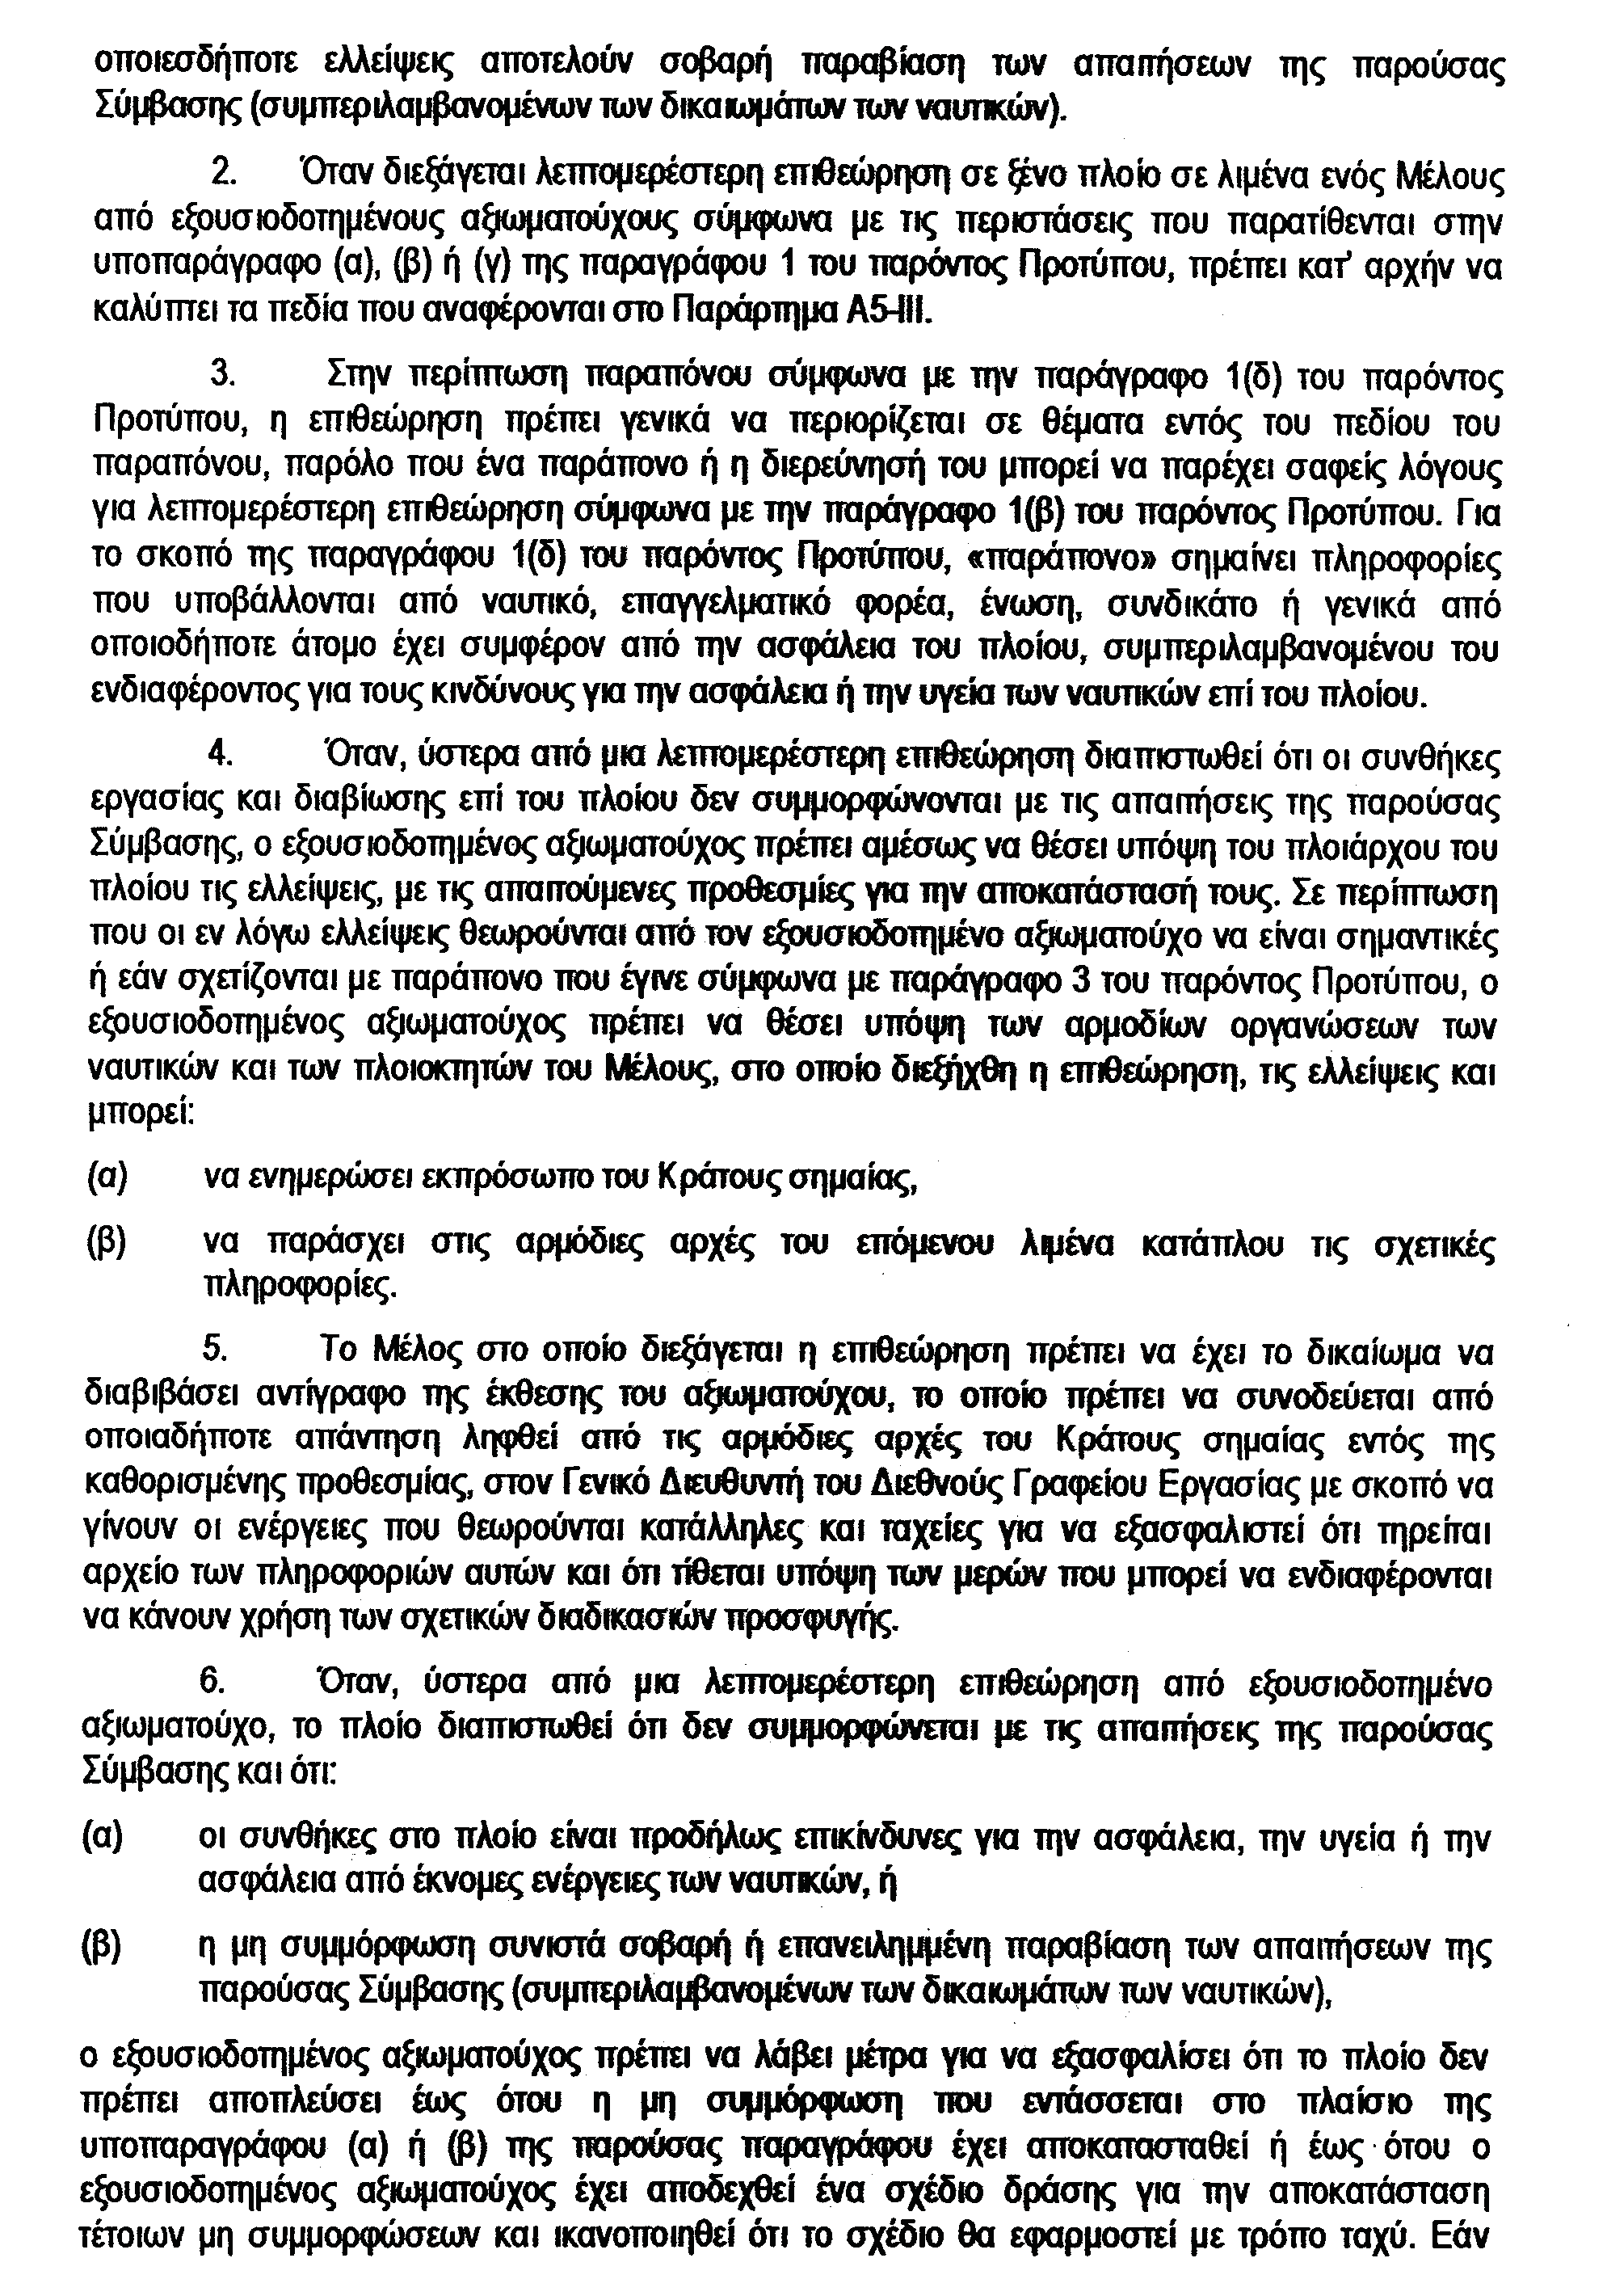 οποιεσδήποτε ελλείψεις αποτελούν σοβαρή παραβίαση των απαιτήσεων της παρούσας
Σύμβασης (συμπεριλαμβανομένων των δικαιωμάτων των ναυτικών).
2. Όταν διεξάγεται λεπτομερέστερη επιθεώρηση σε ξένο πλοίο σε λιμένα ενός Μέλους
από εξουσιοδοτημένους αξιωματούχους σύμφωνα με τις περιστάσεις που παρατίθενται στην
υποπαράγραφο (α), (β) ή (γ) της παραγράφου 1 του παρόντος Προτύπου, πρέπει κατ' αρχήν να
καλύπτει τα πεδία που αναφέρονται στο Παράρτημα Α5-ΙΙΙ.
3. Στην περίπτωση παραπόνου σύμφωνα με την παράγραφο 1(δ) του παρόντος
Προτύπου, η επιθεώρηση πρέπει γενικά να περιορίζεται σε θέματα εντός του πεδίου του
παραπόνου, παρόλο που ένα παράπονο ή η διερεύνησή του μπορεί να παρέχει σαφείς λόγους
για λεπτομερέστερη επιθεώρηση σύμφωνα με την παράγραφο 1(β) του παρόντος Προτύπου. Για
το σκοπό της παραγράφου 1(δ) του παρόντος Προτύπου, «παράπονο» σημαίνει πληροφορίες
που υποβάλλονται από ναυτικό, επαγγελματικό φορέα, ένωση, συνδικάτο ή γενικά από
οποιοδήποτε άτομο έχει συμφέρον από την ασφάλεια του πλοίου, συμπεριλαμβανομένου του
ενδιαφέροντος για τους κινδύνους για την ασφάλεια ή την υγεία των ναυτικών επί του πλοίου.
4. Όταν, ύστερα από μια λεπτομερέστερη επιθεώρηση διαπιστωθεί ότι οι συνθήκες
εργασίας και διαβίωσης επί του πλοίου δεν συμμορφώνονται με τις απαιτήσεις της παρούσας
Σύμβασης, ο εξουσιοδοτημένος αξιωματούχος πρέπει αμέσως να θέσει υπόψη του πλοιάρχου του
πλοίου τις ελλείψεις, με τις απαιτούμενες προθεσμίες για την αποκατάστασή τους. Σε περίπτωση
που οι εν λόγω ελλείψεις θεωρούνται από τον εξουσιοδοτημένο αξιωματούχο να είναι σημαντικές
ή εάν σχετίζονται με παράπονο που έγινε σύμφωνα με παράγραφο 3 του παρόντος Προτύπου, ο
εξουσιοδοτημένος αξιωματούχος πρέπει να θέσει υπόψη των αρμοδίων οργανώσεων των
ναυτικών και των πλοιοκτητών του Μέλους, στο οποίο διεξήχθη η επιθεώρηση, τις ελλείψεις και
μπορεί:
(α) να ενημερώσει εκπρόσωπο του Κράτους σημαίας,
(β) να παράσχει στις αρμόδιες αρχές του επόμενου λιμένα κατάπλου τις σχετικές
πληροφορίες.
5. Το Μέλος στο οποίο διεξάγεται η επιθεώρηση πρέπει να έχει το δικαίωμα να
διαβιβάσει αντίγραφο της έκθεσης του αξιωματούχου, το οποίο πρέπει να συνοδεύεται από
οποιαδήποτε απάντηση ληφθεί από τις αρμόδιες αρχές του Κράτους σημαίας εντός της
καθορισμένης προθεσμίας, στον Γενικό Διευθυντή του Διεθνούς Γραφείου Εργασίας με σκοπό να
γίνουν οι ενέργειες που θεωρούνται κατάλληλες και ταχείες για να εξασφαλιστεί ότι τηρείται
αρχείο των πληροφοριών αυτών και ότι τίθεται υπόψη των μερών που μπορεί να ενδιαφέρονται
να κάνουν χρήση των σχετικών διαδικασιών προσφυγής.
6. Όταν, ύστερα από μια λεπτομερέστερη επιθεώρηση από εξουσιοδοτημένο
αξιωματούχο, το πλοίο διαπιστωθεί ότι δεν συμμορφώνεται με τις απαιτήσεις της παρούσας
Σύμβασης και ότι:
(α) οι συνθήκες στο πλοίο είναι προδήλως επικίνδυνες για την ασφάλεια, την υγεία ή την
ασφάλεια από έκνομες ενέργειες των ναυτικών, ή
(β) η μη συμμόρφωση συνιστά σοβαρή ή επανειλημμένη παραβίαση των απαιτήσεων της
παρούσας Σύμβασης (συμπεριλαμβανομένων των δικαιωμάτων των ναυτικών),
ο εξουσιοδοτημένος αξιωματούχος πρέπει να λάβει μέτρα για να εξασφαλίσει ότι το πλοίο δεν
πρέπει αποπλεύσει έως ότου η μη συμμόρφωση που εντάσσεται στο πλαίσιο της
υποπαραγράφου (α) ή (β) της παρούσας παραγράφου έχει αποκατασταθεί ή έως ότου ο
εξουσιοδοτημένος αξιωματούχος έχει αποδεχθεί ένα σχέδιο δράσης για την αποκατάσταση
τέτοιων μη συμμορφώσεων και ικανοποιηθεί ότι το σχέδιο θα εφαρμοστεί με τρόπο ταχύ. Εάν